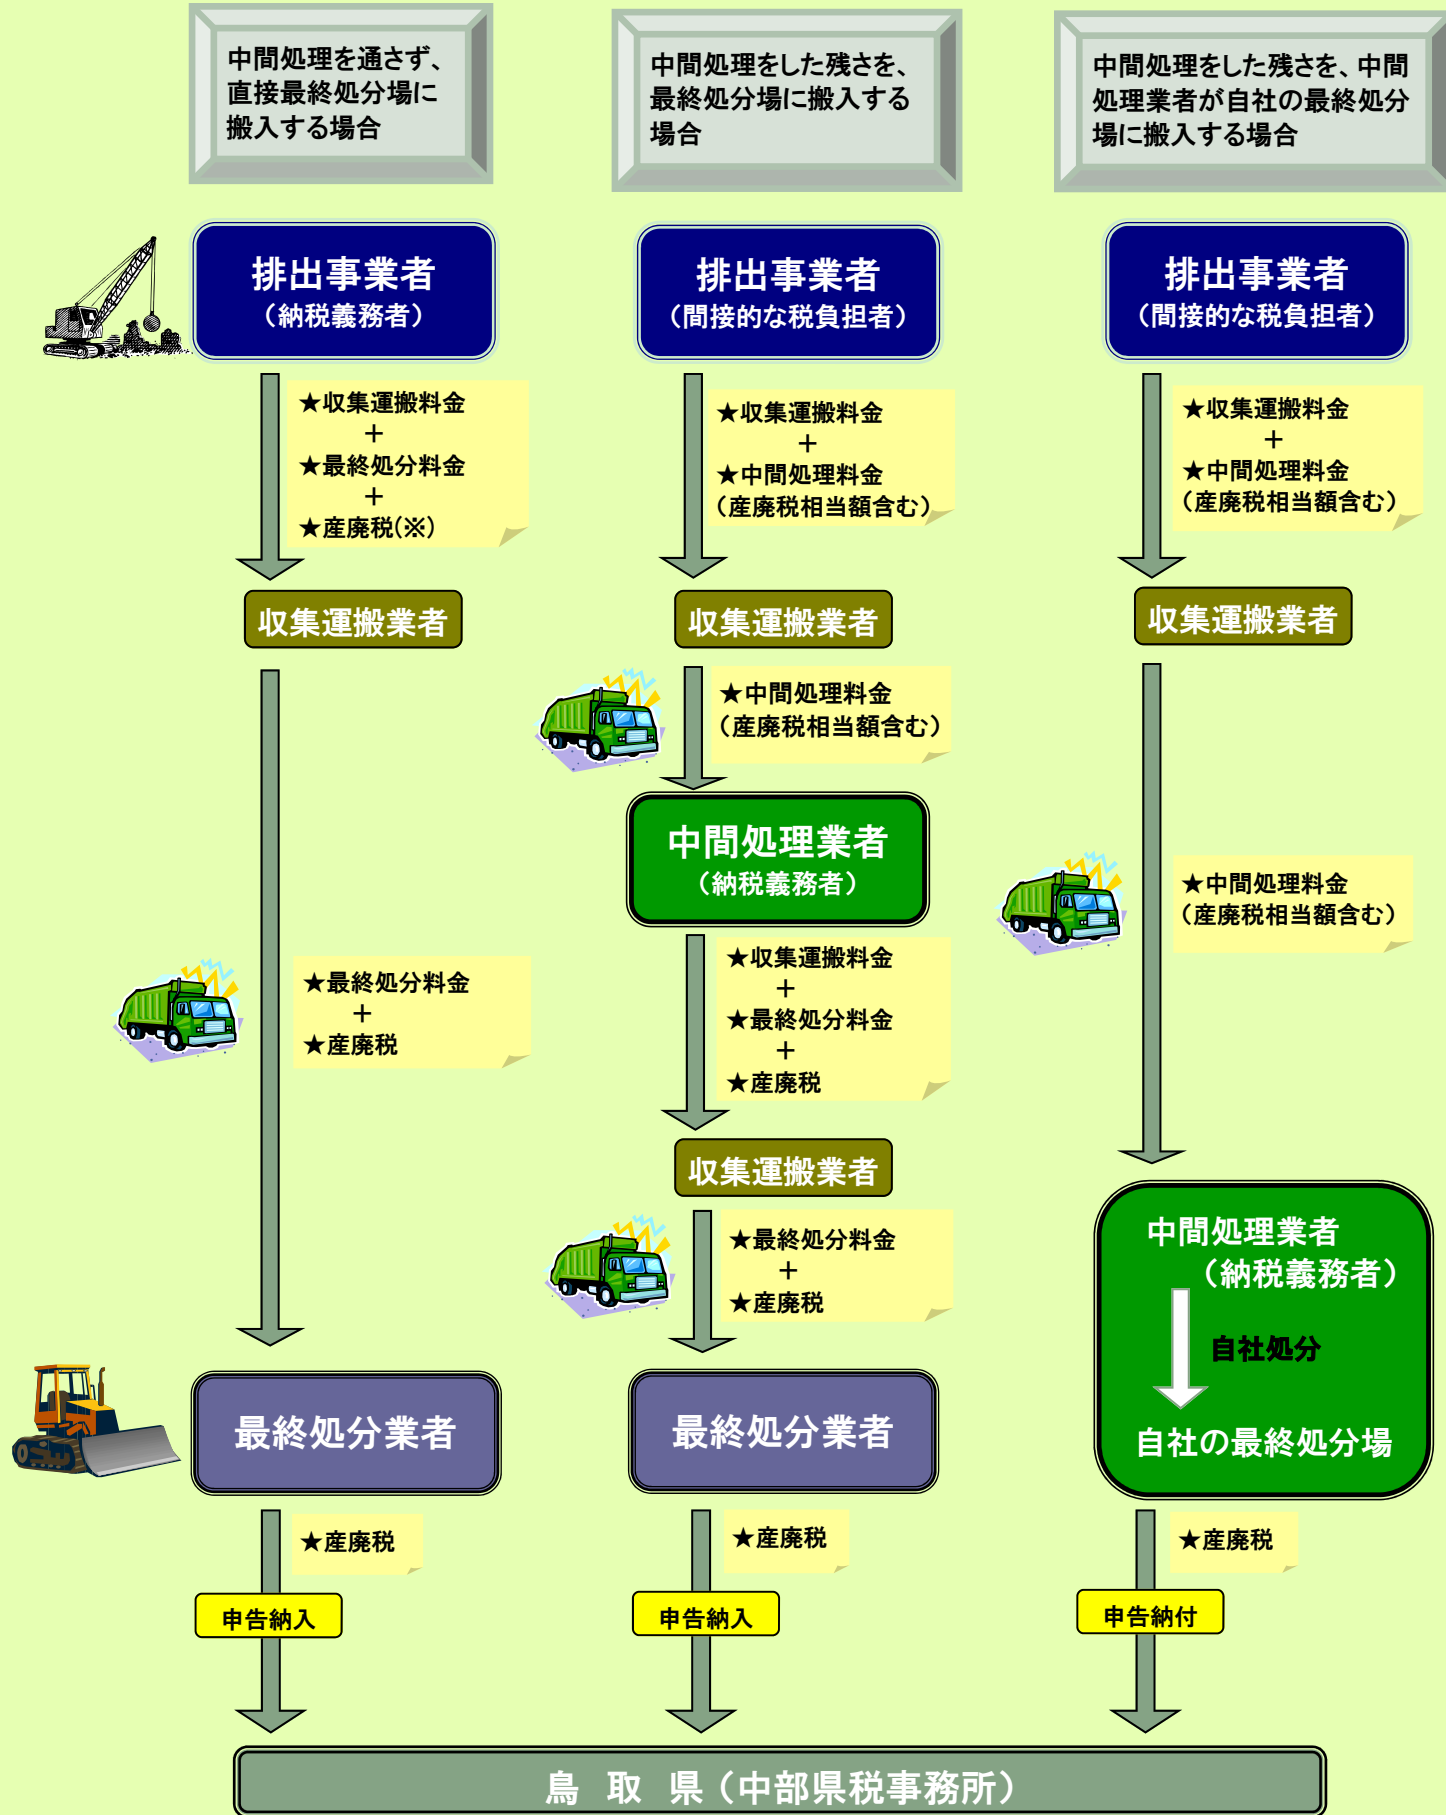 中間処理を通さず、
直接最終処分場に
搬入する場合
中間処理をした残さを、
最終処分場に搬入する
場合
中間処理をした残さを、中間
処理業者が自社の最終処分
場に搬入する場合
排出事業者
（納税義務者）
排出事業者
（間接的な税負担者）
排出事業者
（間接的な税負担者）
★収集運搬料金
＋
★最終処分料金
＋
★産廃税(※)
★収集運搬料金
＋
★中間処理料金
（産廃税相当額含む）
★収集運搬料金
＋
★中間処理料金
（産廃税相当額含む）
収集運搬業者
収集運搬業者
収集運搬業者
★中間処理料金
（産廃税相当額含む）
中間処理業者
（納税義務者）
★中間処理料金
（産廃税相当額含む）
★最終処分料金
＋
★産廃税
★収集運搬料金
＋
★最終処分料金
＋
★産廃税
収集運搬業者
★最終処分料金
＋
★産廃税
中間処理業者
（納税義務者）
自社処分
自社の最終処分場
最終処分業者
最終処分業者
★産廃税
★産廃税
★産廃税
申告納入
申告納入
申告納付
鳥　取　県（中部県税事務所）